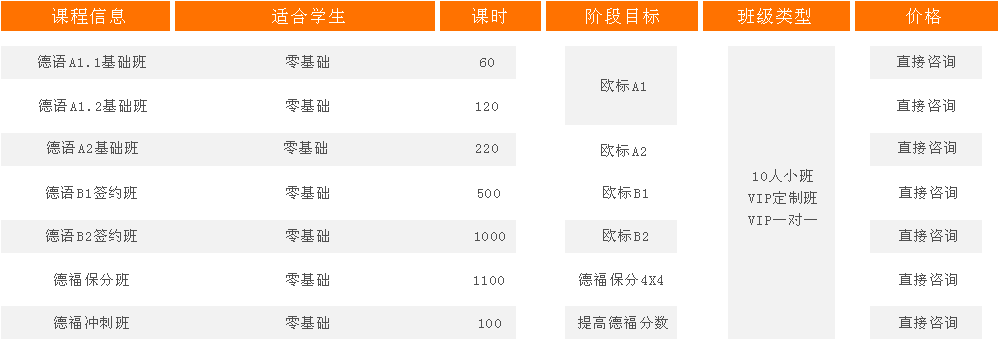 课程信息 适合学生 课时 阶段目标 班级类型 价格
德语A1.1基础班 零基础 60 欧标A1 直接咨询
德语A1.2基础班 零基础 120 直接咨询
德语A2基础班 零基础 220 欧标A2 直接咨询
10人小班
VIP定制班
VIP一对一
德语B1签约班 零基础 500 欧标B1 直接咨询
德语B2签约班 零基础 1000 欧标B2 直接咨询
德福保分班 零基础 1100 德福保分4X4 直接咨询
德福冲刺班 零基础 100 提高德福分数 直接咨询